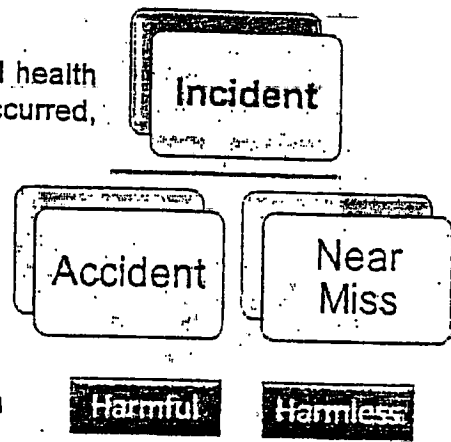 l health
ccurred,
Incident
Accident
Near
Miss
Harmful
Harmless